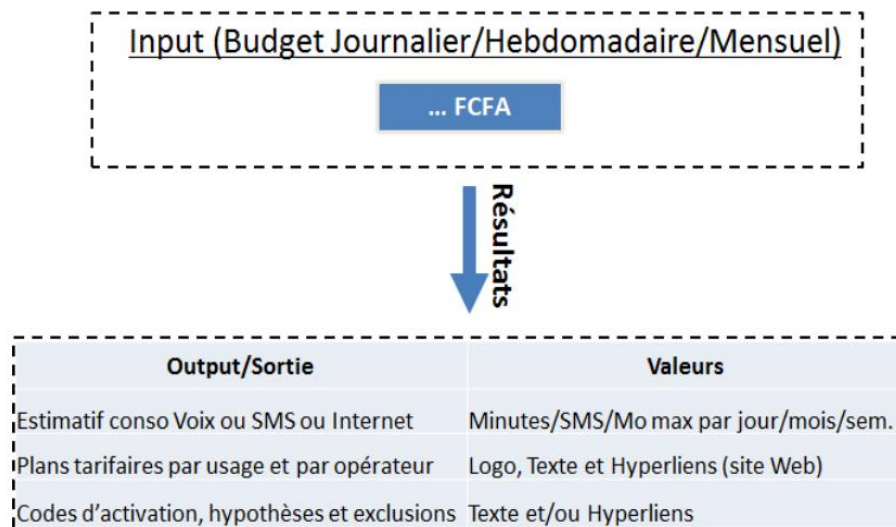 Input (Budget Journalier/Hebdomadaire/Mensuel)
... FCFA
Résultats
Output/Sortie Valeurs
Estimatif conso Voix ou SMS ou Internet Minutes/SMS/Mo max par jour/mois/sem.
Plans tarifaires par usage et par opérateur Logo, Texte et Hyperliens (site Web)
Codes d’activation, hypothèses et exclusions Texte et/ou Hyperliens